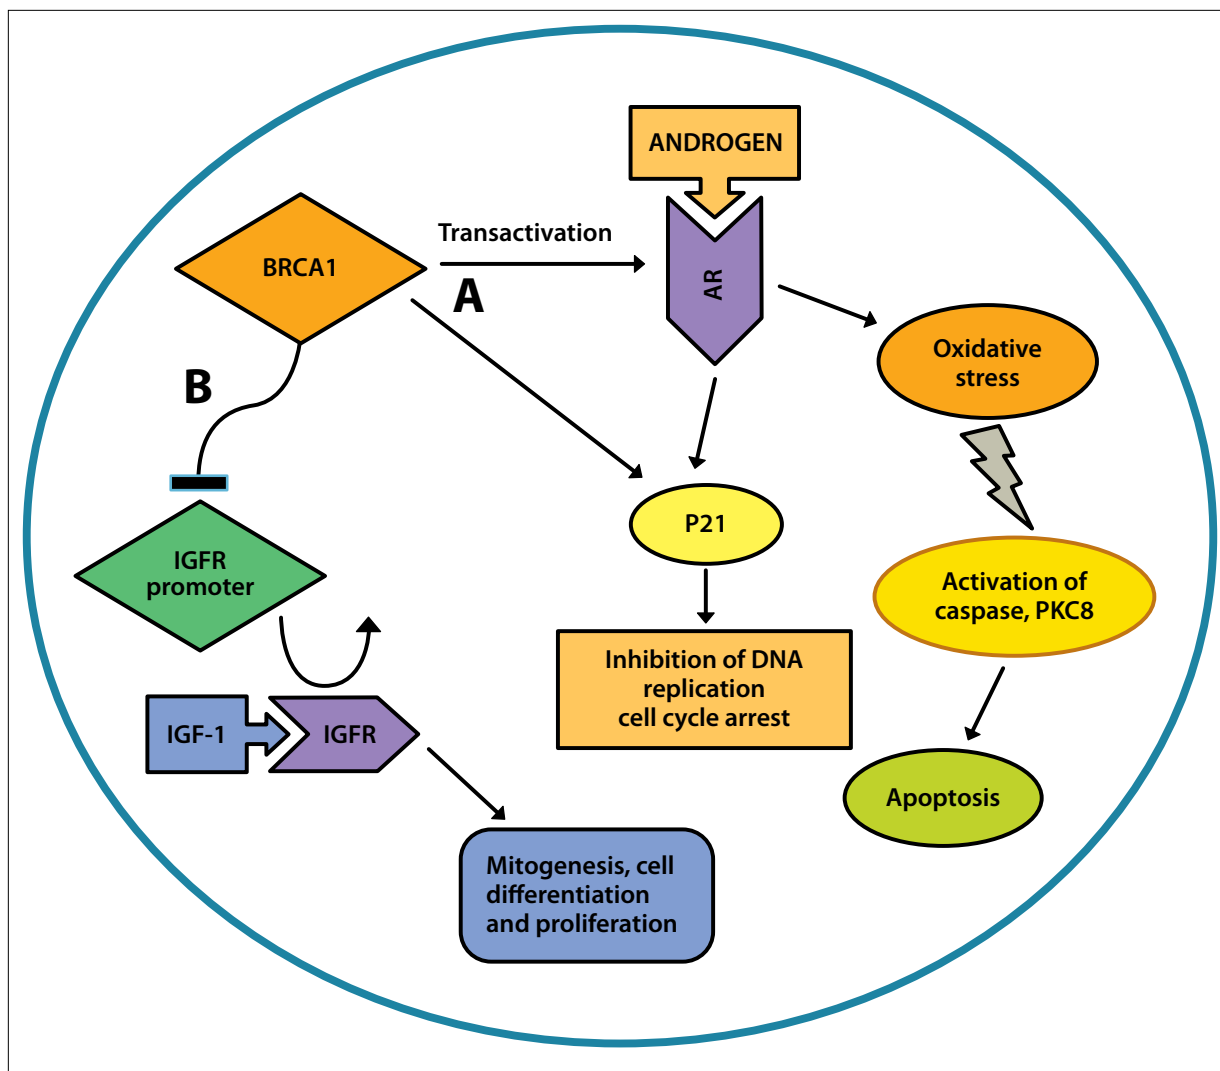 ANDROGEN
Transactivation
BRCA1
A
AR
Oxidative
stress
B
P21
IGFR
promoter
Activation of
caspase, PKC8
Inhibition of DNA
replication
cell cycle arrest
IGF-1
IGFR
Apoptosis
Mitogenesis, cell
differentiation
and proliferation